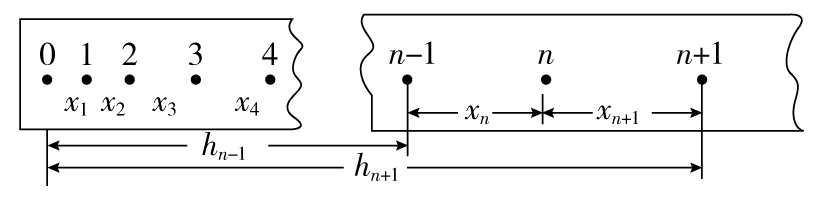 0 1 2 3 4 n−1 n n+1
x₁ x₂ x₃ x₄ xₙ xₙ₊₁
hₙ₋₁
hₙ₊₁